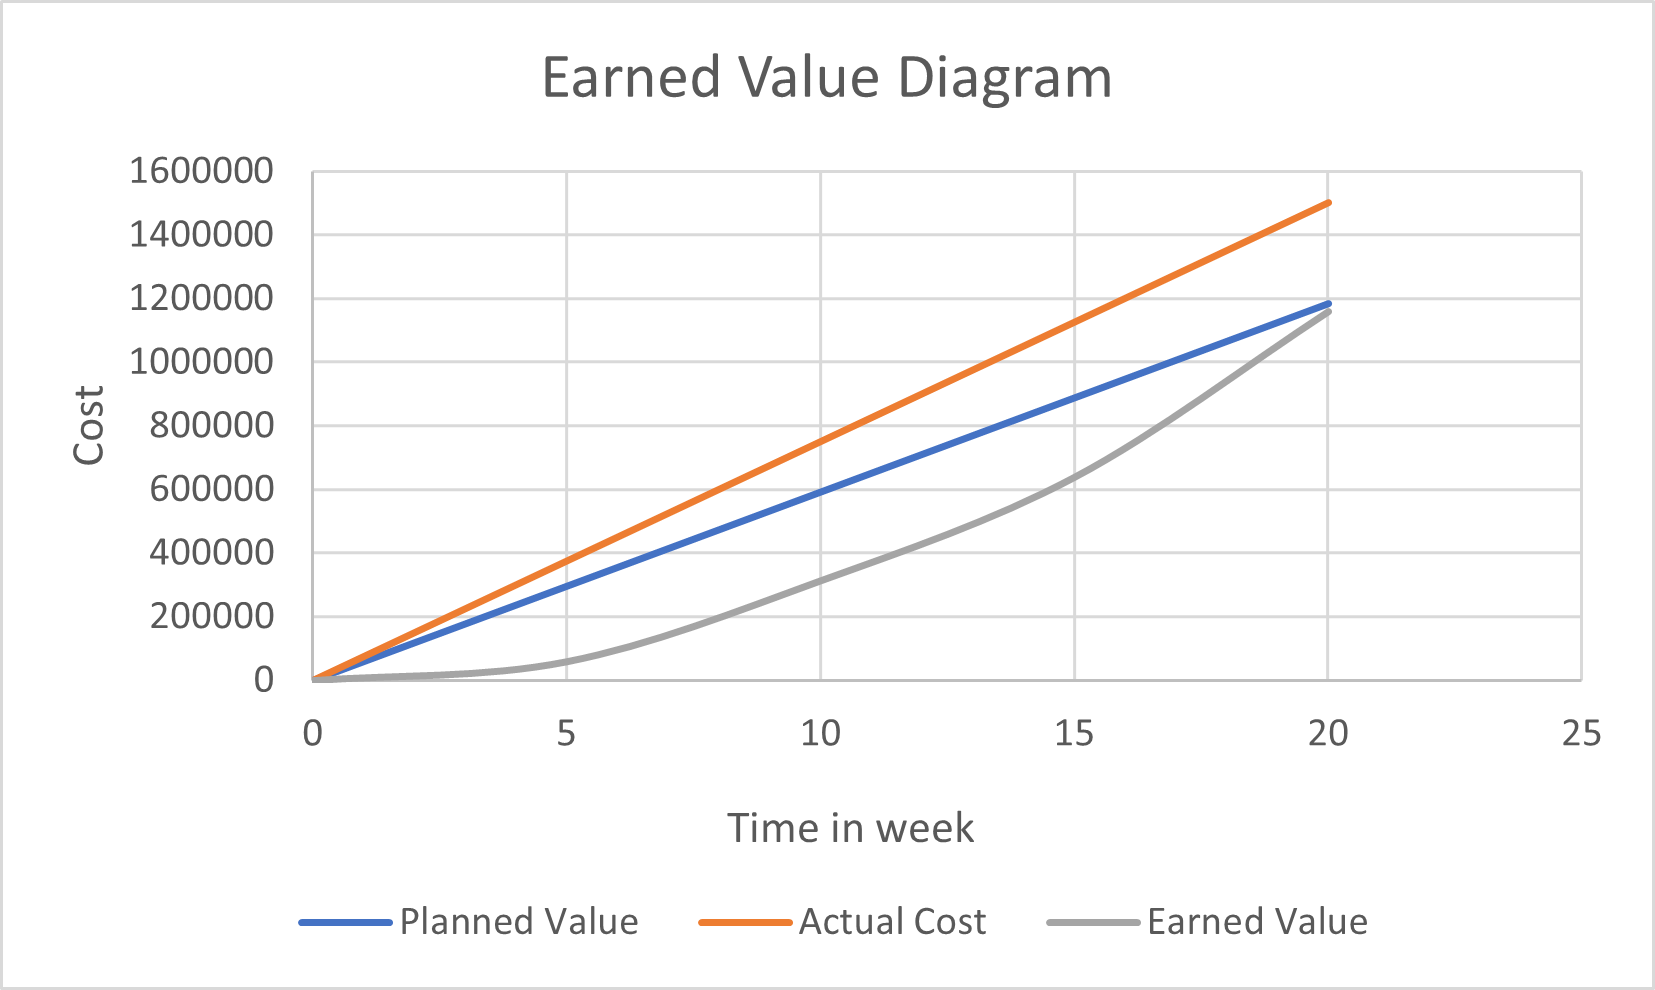 Earned Value Diagram
1600000
1400000
1200000
1000000
800000
600000
400000
200000
0
Cost
0 5 10 15 20 25
Time in week
Planned Value Actual Cost Earned Value